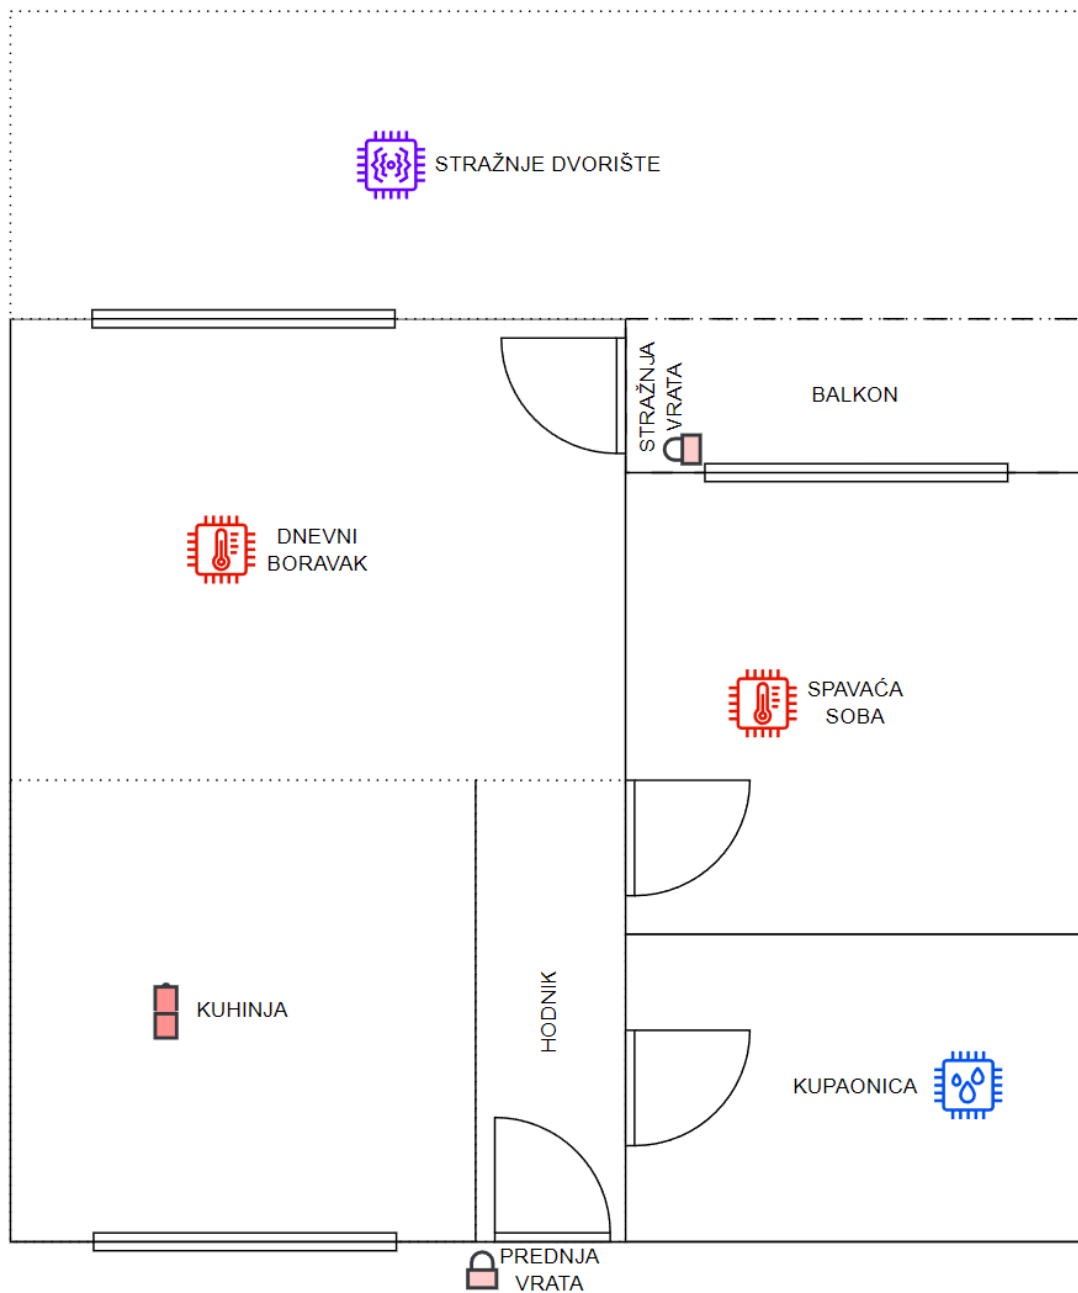 STRAŽNJE DVORIŠTE
STRAŽNJA
VRATA
BALKON
DNEVNI
BORAVAK
SPAVAĆA
SOBA
KUHINJA
HODNIK
KUPAONICA
PREDNJA
VRATA